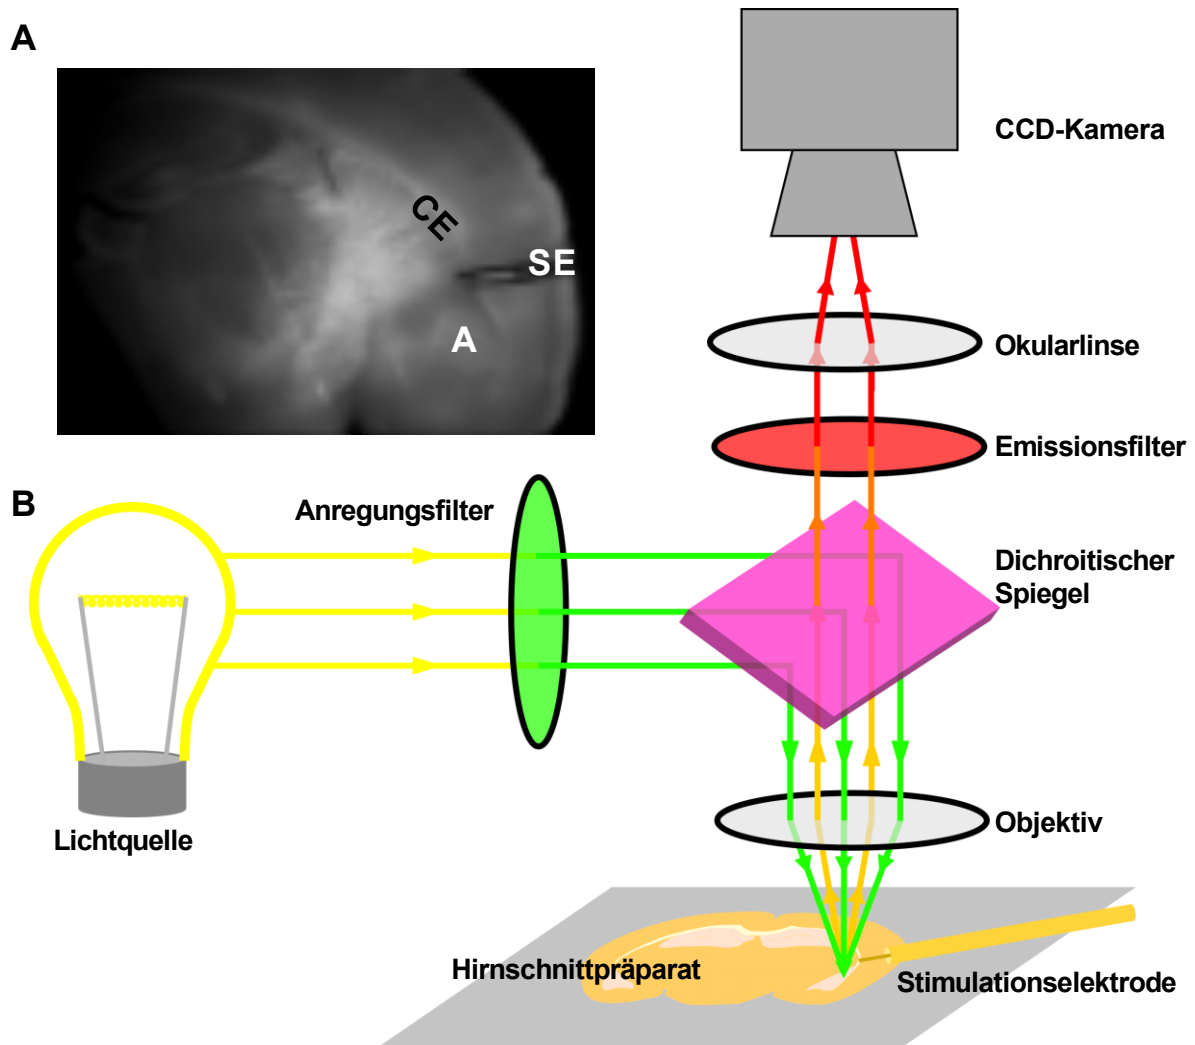 A
CE
SE
A
CCD-Kamera
Okularlinse
Emissionsfilter
B
Anregungsfilter
Dichroitischer
Spiegel
Lichtquelle
Objektiv
Hirnschnittpräparat
Stimulationselektrode